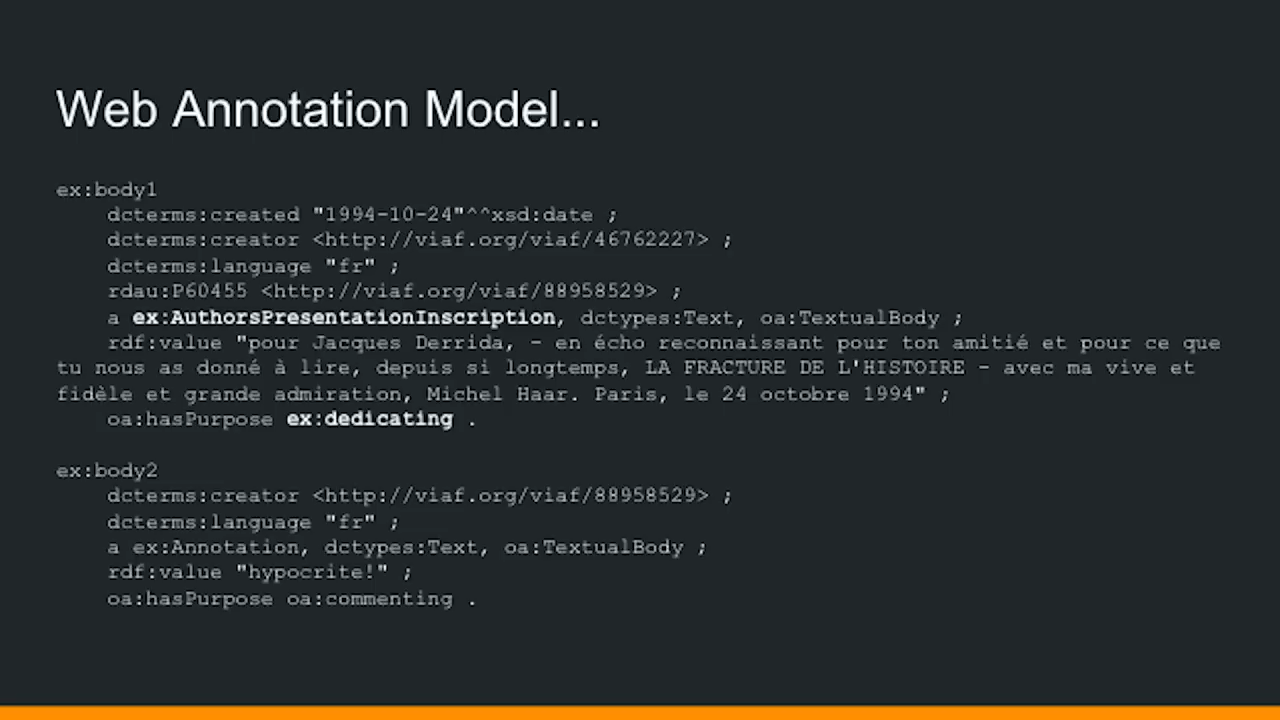 Web Annotation Model...
ex:body1
dcterms:created "1994-10-24"^^xsd:date ;
dcterms:creator <http://viaf.org/viaf/46762227> ;
dcterms:language "fr" ;
rdau:P60455 <http://viaf.org/viaf/88958529> ;
a ex:AuthorsPresentationInscription, dctypes:Text, oa:TextualBody ;
rdf:value "pour Jacques Derrida, - en écho reconnaissant pour ton amitié et pour ce que
tu nous as donné à lire, depuis si longtemps, LA FRACTURE DE L'HISTOIRE - avec ma vive et
fidèle et grande admiration, Michel Haar. Paris, le 24 octobre 1994" ;
oa:hasPurpose ex:dedicating .
ex:body2
dcterms:creator <http://viaf.org/viaf/88958529> ;
dcterms:language "fr" ;
a ex:Annotation, dctypes:Text, oa:TextualBody ;
rdf:value "hypocrite!" ;
oa:hasPurpose oa:commenting .